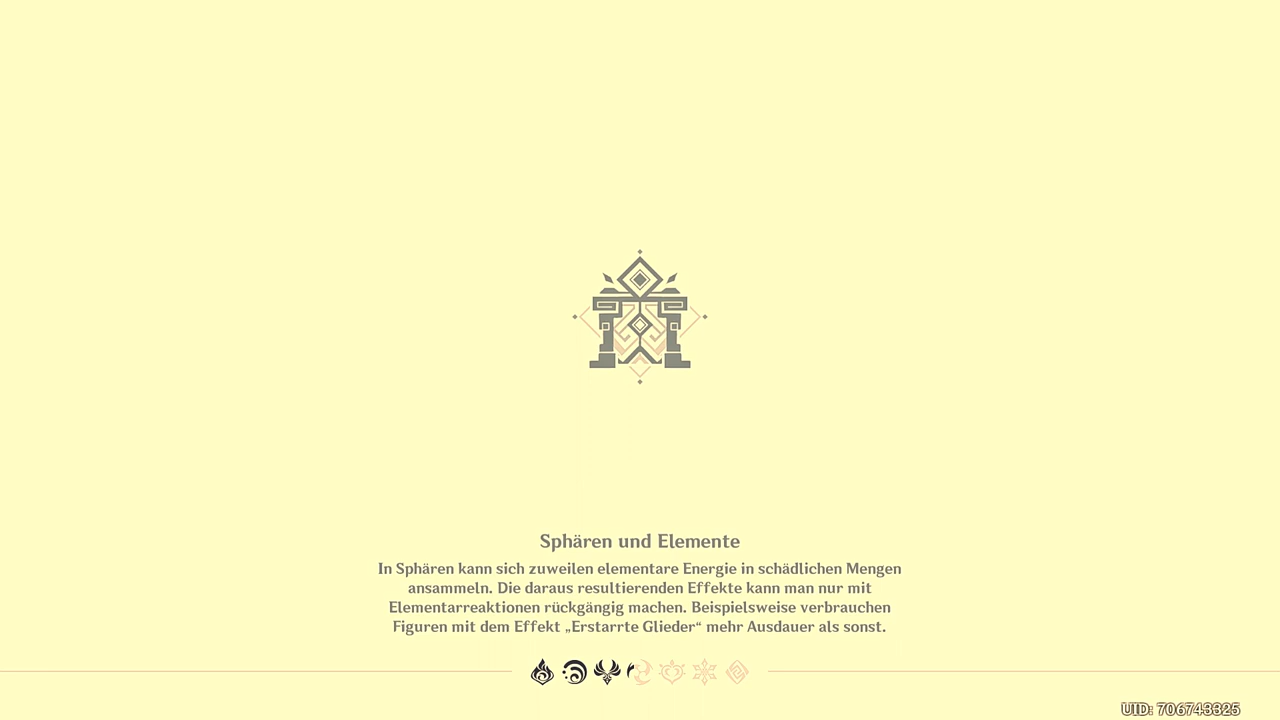 Sphären und Elemente
In Sphären kann sich zuweilen elementare Energie in schädlichen Mengen
ansammeln. Die daraus resultierenden Effekte kann man nur mit
Elementarreaktionen rückgängig machen. Beispielsweise verbrauchen
Figuren mit dem Effekt „Erstarrte Glieder“ mehr Ausdauer als sonst.
UID: 706743325